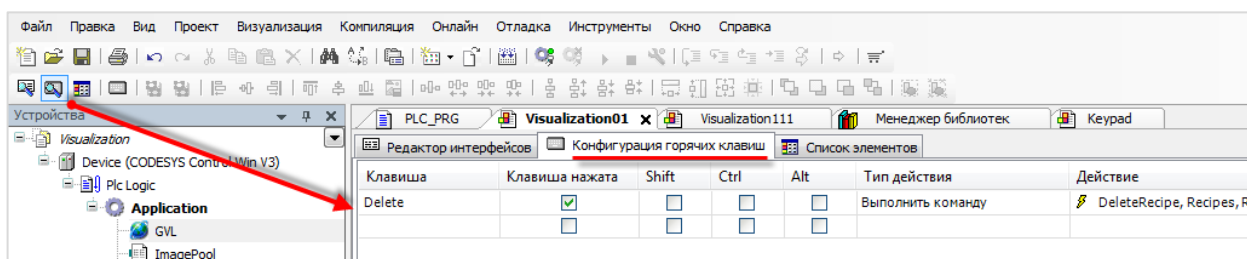 Файл Правка Вид Проект Визуализация Компиляция Онлайн Отладка Инструменты Окно Справка
Устройства
PLC_PRG Visualization01 Visualization111 Менеджер библиотек Keypad
Visualization
Редактор интерфейсов Конфигурация горячих клавиш Список элементов
Device (CODESYS Control Win V3)
Клавиша Клавиша нажата Shift Ctrl Alt Тип действия Действие
Plc Logic
Delete Выполнить команду DeleteRecipe, Recipes, R
Application
GVL
ImagePool